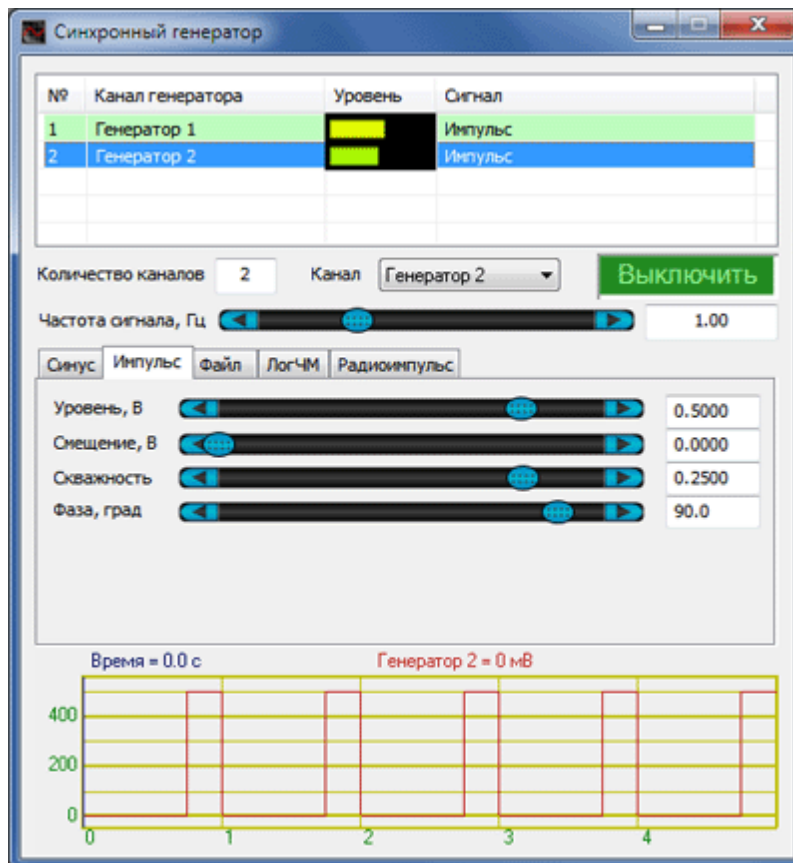 Синхронный генератор
№ Канал генератора Уровень Сигнал
1 Генератор 1 Импульс
2 Генератор 2 Импульс
Количество каналов 2 Канал Генератор 2 Выключить
Частота сигнала, Гц 1.00
Синус Импульс Файл ЛогЧМ Радиоимпульс
Уровень, В 0.5000
Смещение, В 0.0000
Скважность 0.2500
Фаза, град 90.0
Время = 0.0 с Генератор 2 = 0 мВ
400
200
0
0 1 2 3 4